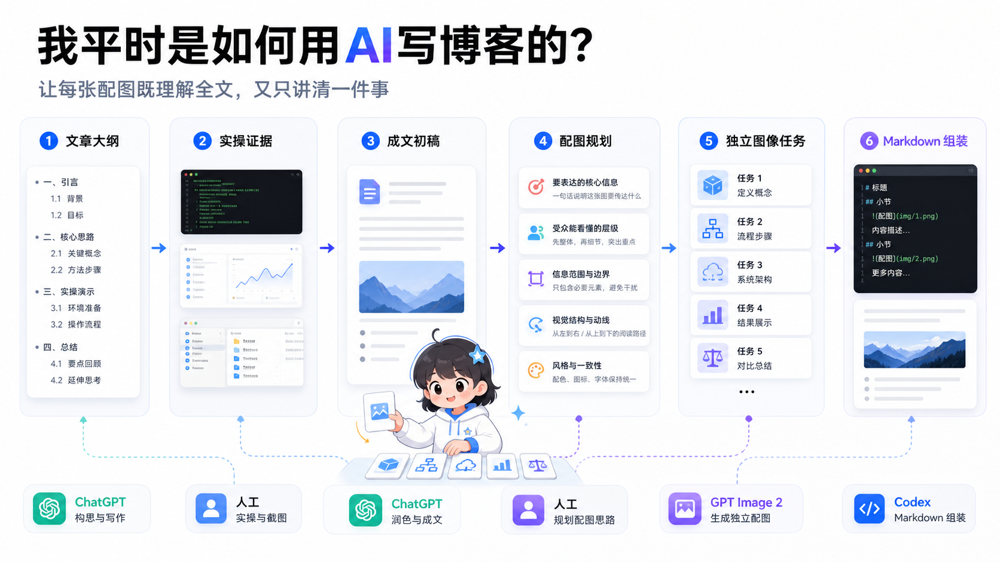 我平时是如何用AI写博客的?
让每张配图既理解全文，又只讲清一件事
1 文章大纲
一、引言
1.1 背景
1.2 目标
二、核心思路
2.1 关键概念
2.2 方法步骤
三、实操演示
3.1 环境准备
3.2 操作流程
四、总结
4.1 要点回顾
4.2 延伸思考
2 实操证据
3 成文初稿
4 配图规划
要表达的核心信息
一句话说明这张图要传达什么
受众能看懂的层级
先整体，再细节，突出重点
信息范围与边界
只包含必要元素，避免干扰
视觉结构与动线
从左到右 / 从上到下的阅读路径
风格与一致性
配色、图标、字体保持统一
5 独立图像任务
任务 1
定义概念
任务 2
流程步骤
任务 3
系统架构
任务 4
结果展示
任务 5
对比总结
...
6 Markdown 组装
# 标题
## 小节
!(配图](img/1.png)
内容描述...
## 小节
!(配图](img/2.png)
更多内容...
ChatGPT
构思与写作
人工
实操与截图
ChatGPT
润色与成文
人工
规划配图思路
GPT Image 2
生成独立配图
Codex
Markdown 组装